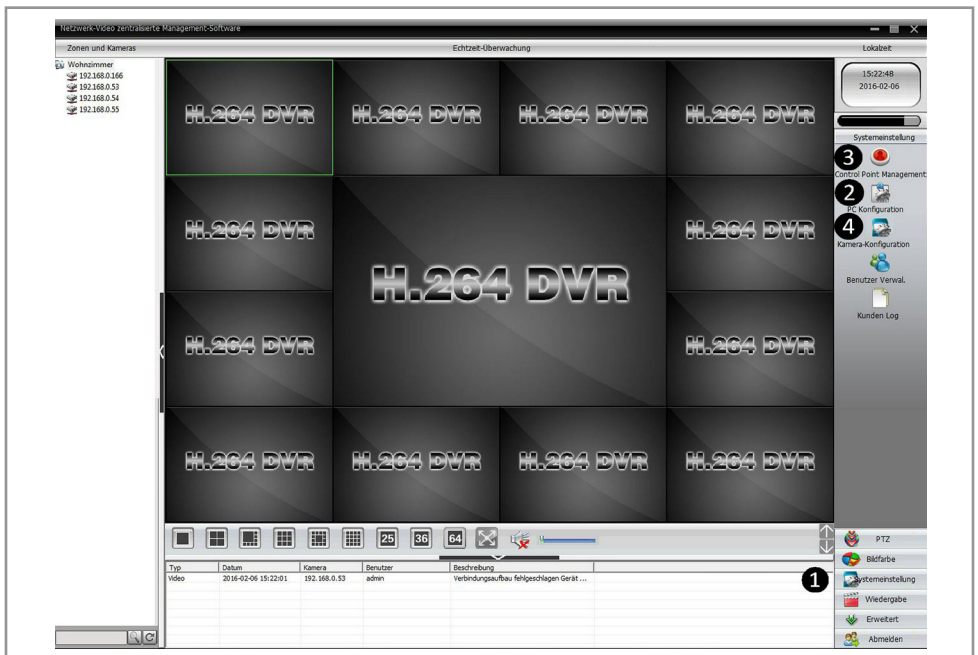 Netzwerk-Video zentralisierte Management-Software
Zonen und Kameras
Echtzeit-Überwachung
Lokalzeit
Wohnzimmer
192.168.0.166
192.168.0.53
192.168.0.54
192.168.0.55
H.264 DVR H.264 DVR H.264 DVR H.264 DVR
H.264 DVR H.264 DVR
H.264 DVR
H.264 DVR H.264 DVR
H.264 DVR H.264 DVR H.264 DVR H.264 DVR
15:22:48
2016-02-06
Systemeinstellung
3
Control Point Management
2
PC Konfiguration
4
Kamera-Konfiguration
Benutzer Verwal.
Kunden Log
25 36 64
Typ Datum Kamera Benutzer Beschreibung
Video 2016-02-06 15:22:01 192.168.0.53 admin Verbindungsaufbau fehlgeschlagen Gerät ...
PTZ
Bildfarbe
1
Systemeinstellung
Wiedergabe
Erweitert
Abmelden